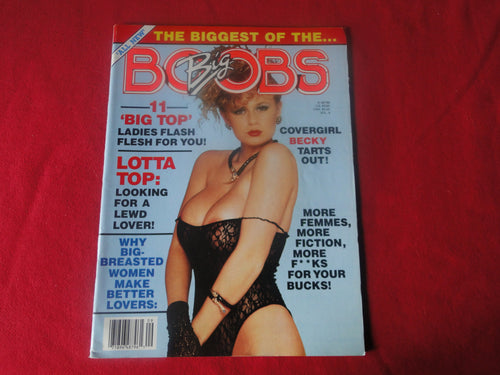 "ALL NEW"
THE BIGGEST OF THE...
Big
BOOBS
11
'BIG TOP'
LADIES FLASH
FLESH FOR YOU!
COVERGIRL
BECKY
TARTS
OUT!
LOTTA
TOP:
LOOKING
FOR A
LEWD
LOVER!
MORE
FEMMES,
MORE
FICTION,
MORE
F**KS
FOR YOUR
BUCKS!
WHY
BIG-
BREASTED
WOMEN
MAKE
BETTER
LOVERS: